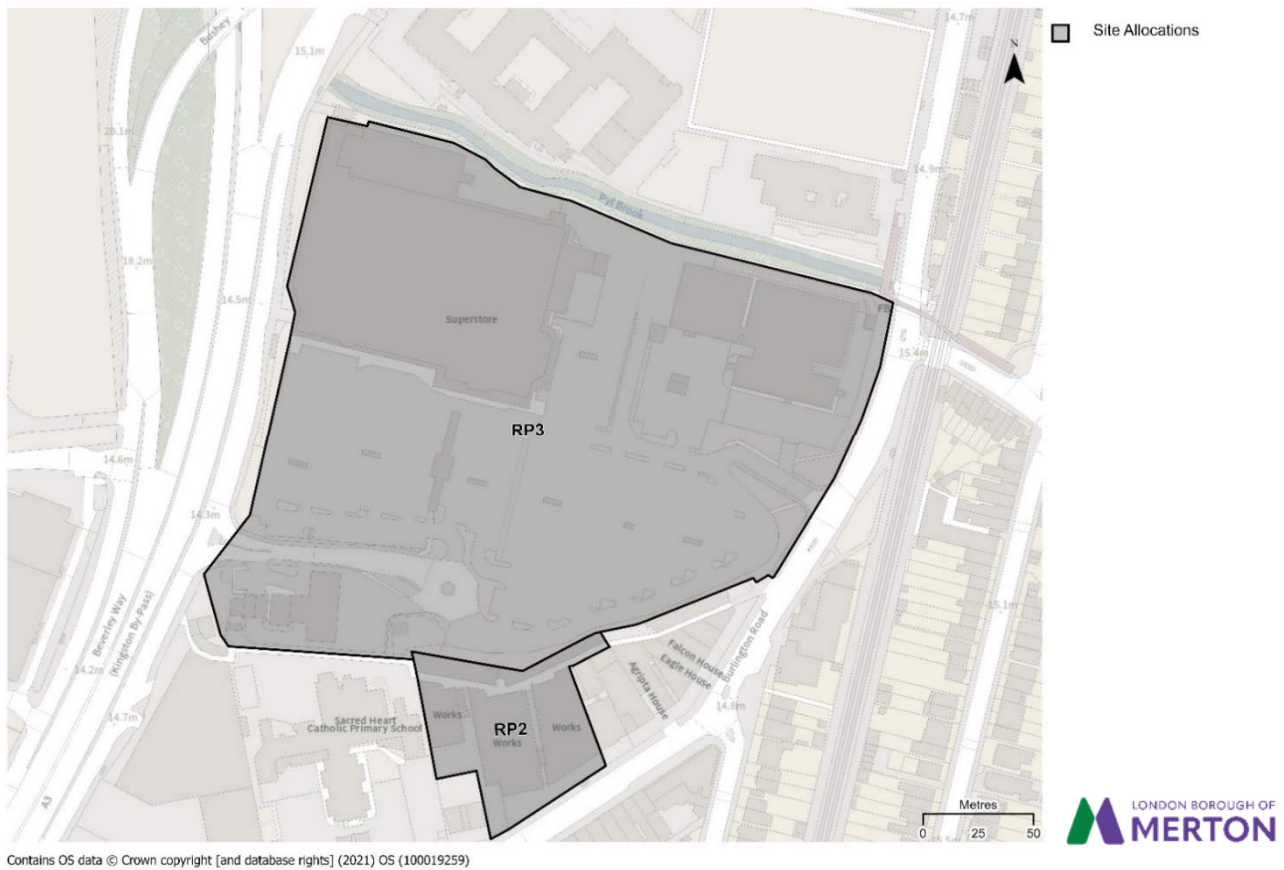 Site Allocations
N
Bushey
15.1m
14.7m
20.1m
14.9m
Pyl Brook
18.2m
14.5m
Superstore
FB
15.4m
RP3
14.6m
14.3m
15.1m
Beverley Way
(Kingston By-Pass)
Burlington Road
Falcon House
Eagle House
Agripta House
14.2m
14.7m
14.8m
Sacred Heart
Catholic Primary School
Works
RP2
Works
Works
A3
Metres
0 25 50
LONDON BOROUGH OF
MERTON
Contains OS data © Crown copyright [and database rights] (2021) OS (100019259)